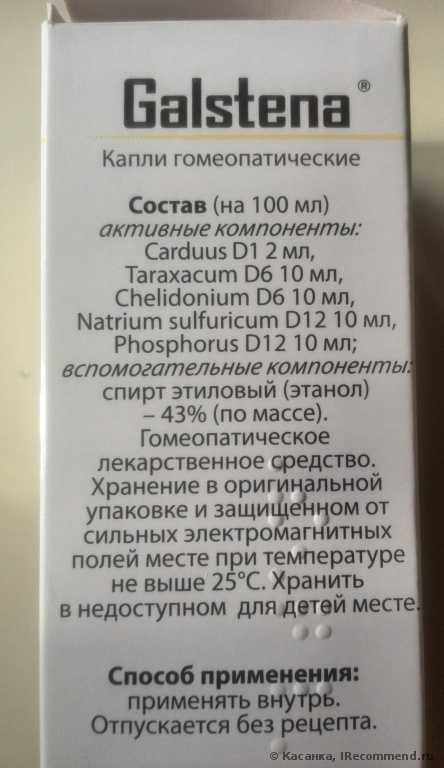 Galstena®
Капли гомеопатические
Состав (на 100 мл)
активные компоненты:
Carduus D1 2 мл,
Taraxacum D6 10 мл,
Chelidonium D6 10 мл,
Natrium sulfuricum D12 10 мл,
Phosphorus D12 10 мл;
вспомогательные компоненты:
спирт этиловый (этанол)
– 43% (по массе).
Гомеопатическое
лекарственное средство.
Хранение в оригинальной
упаковке и защищенном от
сильных электромагнитных
полей месте при температуре
не выше 25°С. Хранить
в недоступном для детей месте.
Способ применения:
применять внутрь.
Отпускается без рецепта.
© Касанка, IRecommend.ru